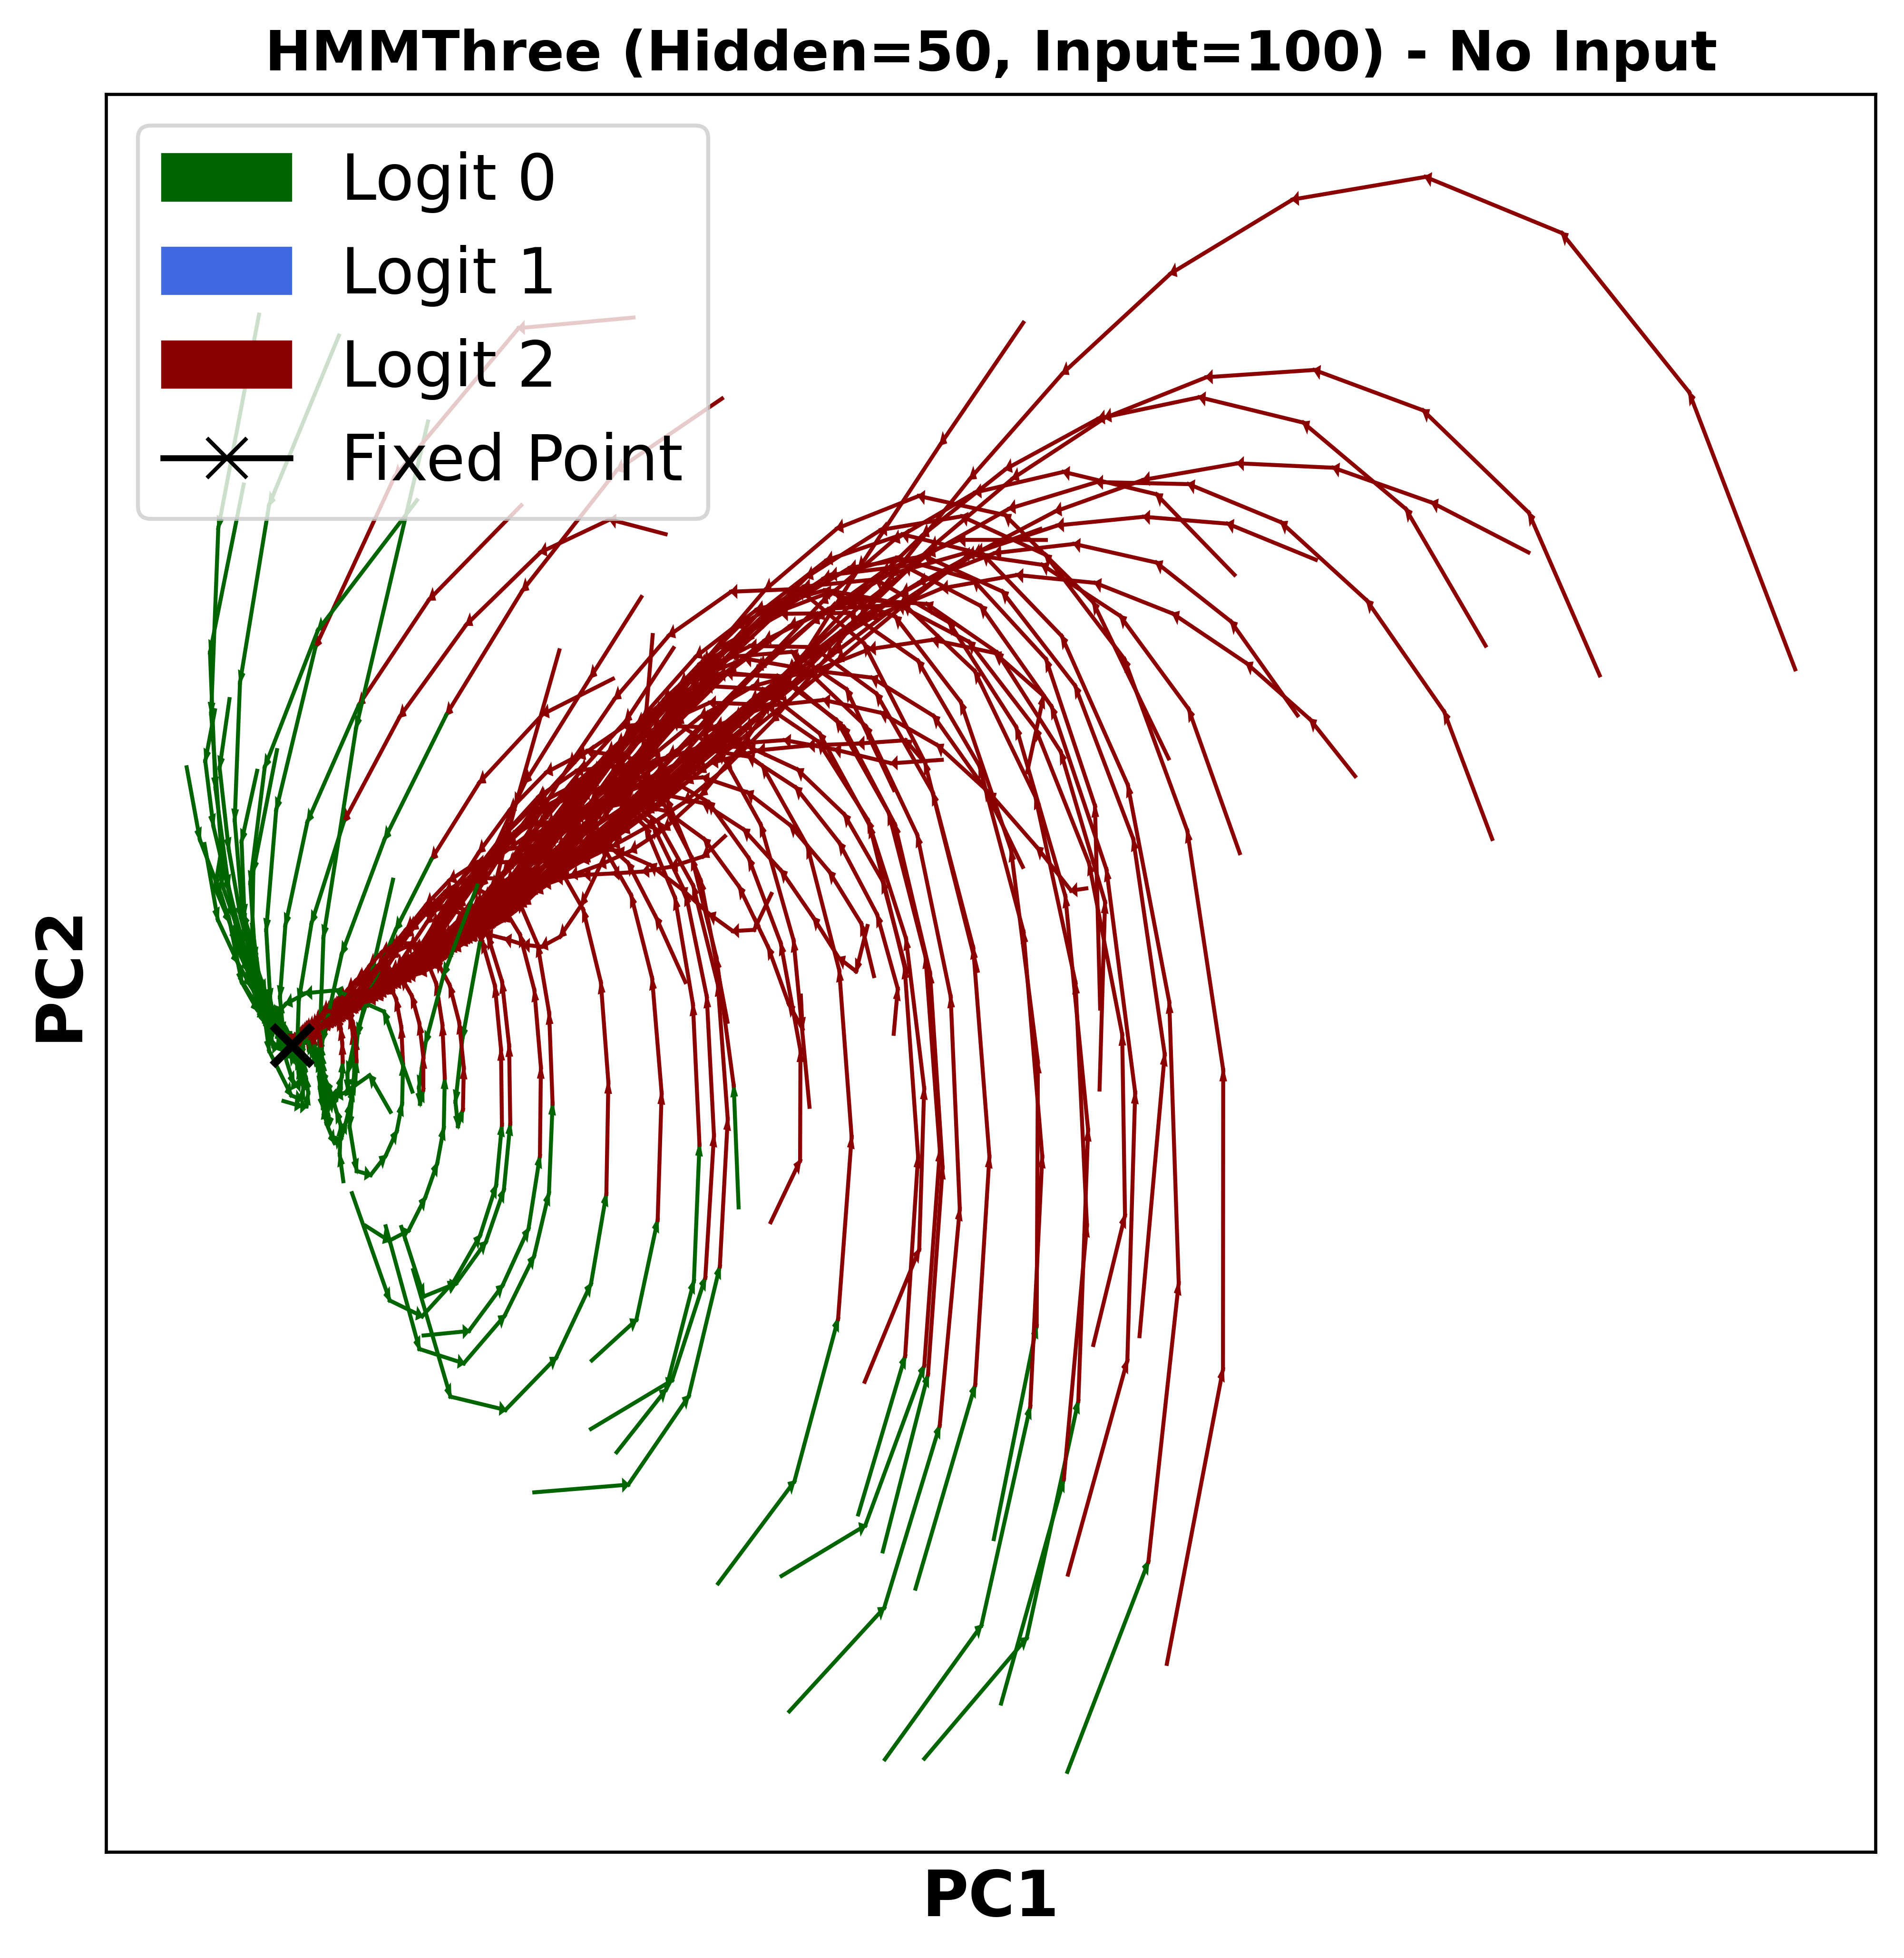 HMMThree (Hidden=50, Input=100) - No Input
Logit 0
Logit 1
Logit 2
Fixed Point
PC2
PC1